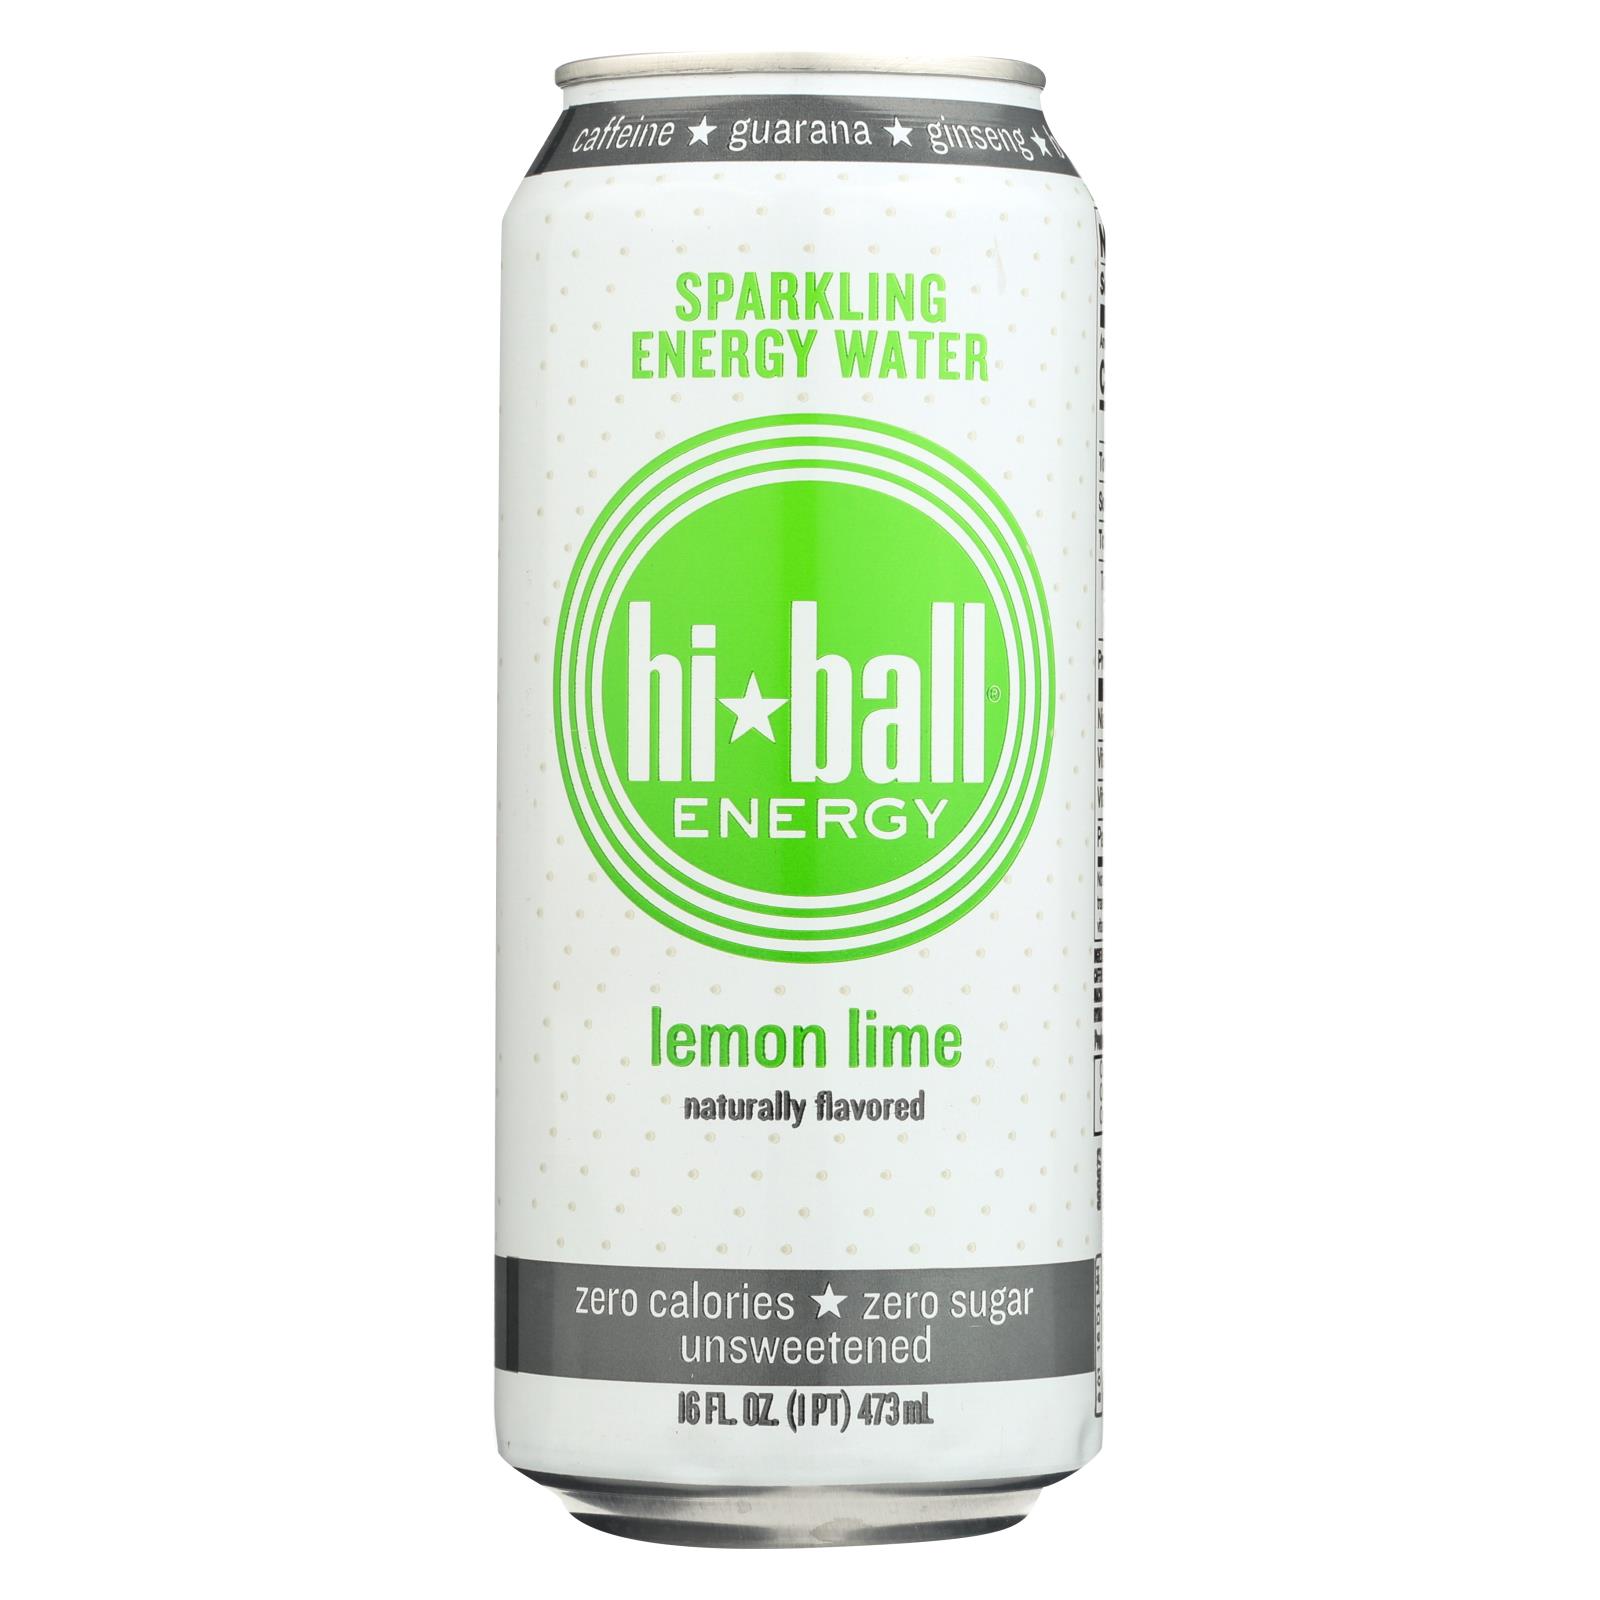 caffeine ★ guarana ★ ginseng ★
SPARKLING
ENERGY WATER
hi★ball®
ENERGY
lemon lime
naturally flavored
zero calories ★ zero sugar
unsweetened
16 FL. OZ. (1 PT) 473 mL